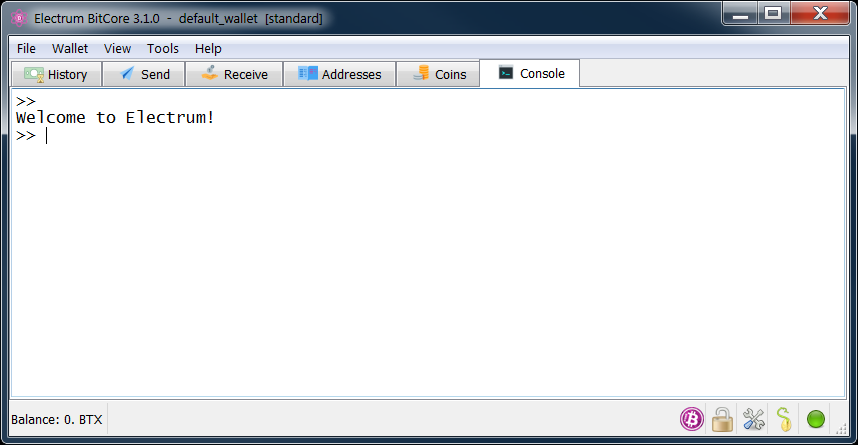 Electrum BitCore 3.1.0 - default_wallet [standard]
File Wallet View Tools Help
History Send Receive Addresses Coins Console
>>
Welcome to Electrum!
>>
Balance: 0. BTX